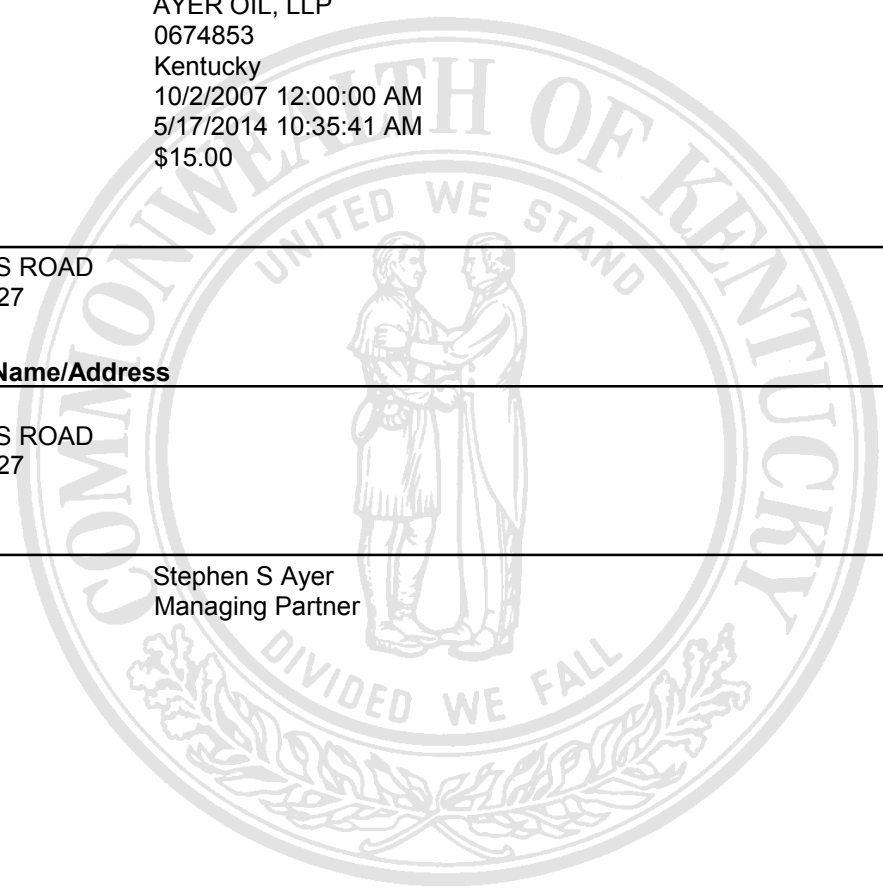 AYER OIL, LLP
0674853
Kentucky
10/2/2007 12:00:00 AM
5/17/2014 10:35:41 AM
$15.00
S ROAD
27
Name/Address
S ROAD
27
Stephen S Ayer
Managing Partner
COMMONWEALTH OF KENTUCKY
UNITED WE STAND
DIVIDED WE FALL